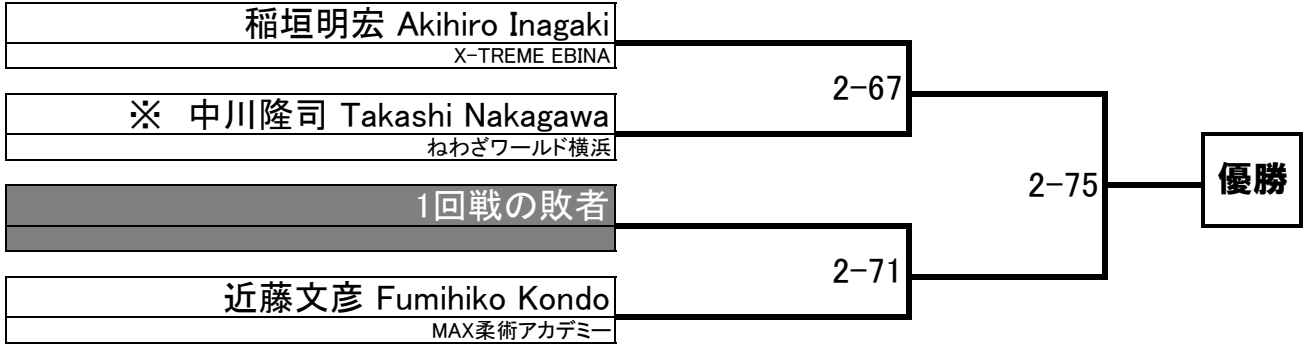 稲垣明宏 Akihiro Inagaki
X-TREME EBINA
※ 中川隆司 Takashi Nakagawa
ねわざワールド横浜
1回戦の敗者
近藤文彦 Fumihiko Kondo
MAX柔術アカデミー
2-67
2-71
2-75
優勝